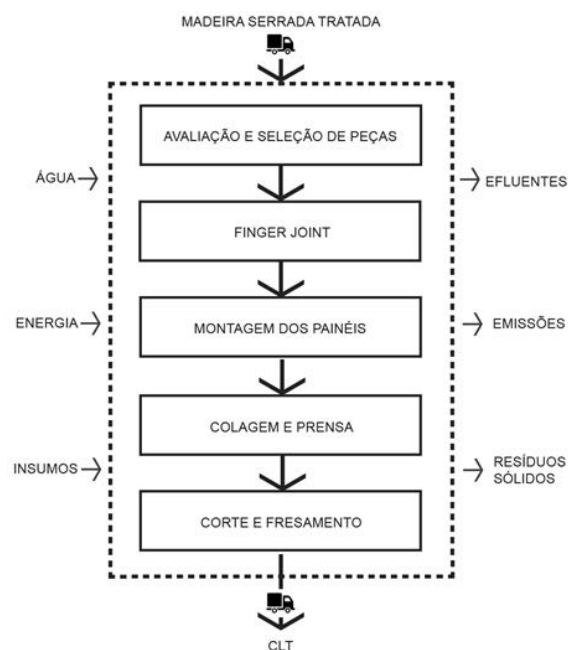 MADEIRA SERRADA TRATADA
AVALIAÇÃO E SELEÇÃO DE PEÇAS
ÁGUA
EFLUENTES
FINGER JOINT
ENERGIA
MONTAGEM DOS PAINÉIS
EMISSÕES
COLAGEM E PRENSA
INSUMOS
RESÍDUOS
SÓLIDOS
CORTE E FRESAMENTO
CLT